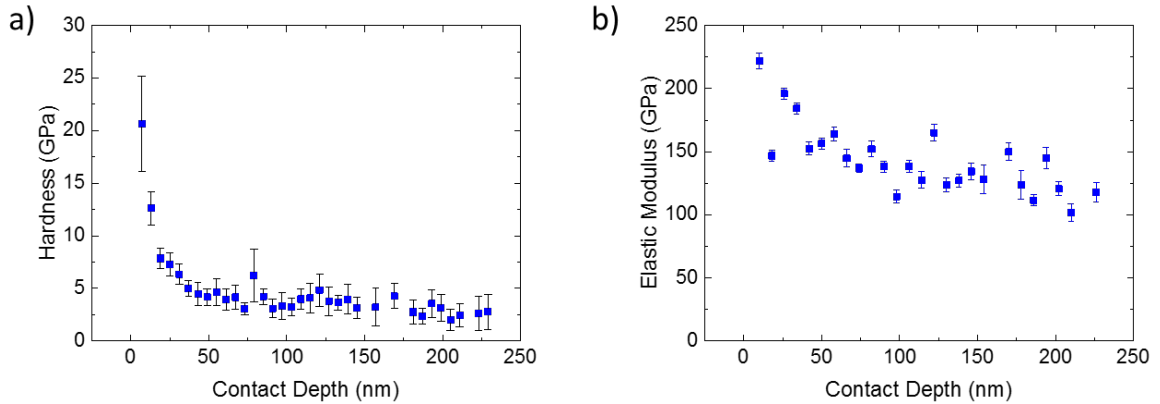 a)
30
25
20
15
10
5
0
Hardness (GPa)
0 50 100 150 200 250
Contact Depth (nm)
b)
250
200
150
100
50
0
Elastic Modulus (GPa)
0 50 100 150 200 250
Contact Depth (nm)